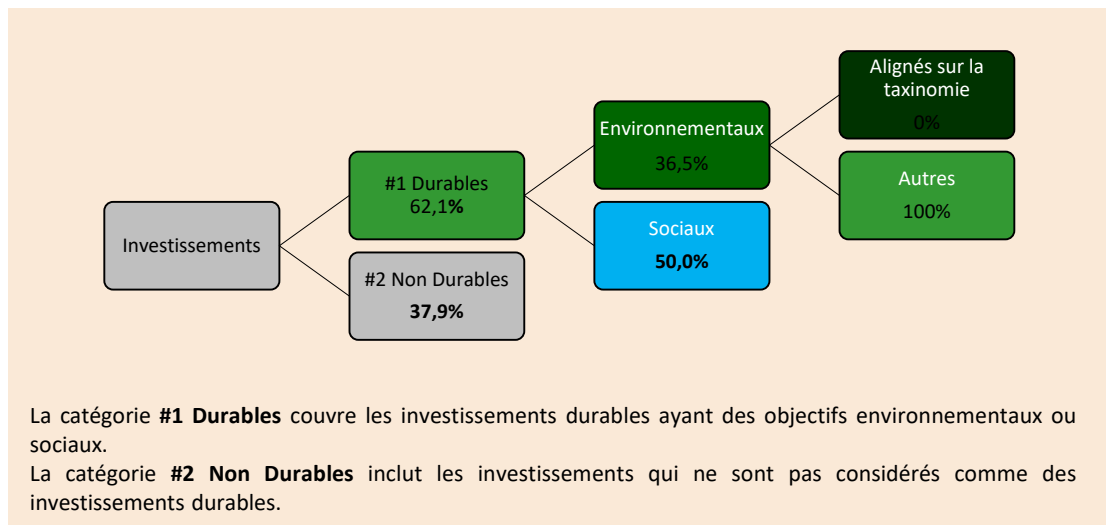 Investissements
#1 Durables
62,1%
#2 Non Durables
37,9%
Environnementaux
36,5%
Sociaux
50,0%
Alignés sur la
taxinomie
0%
Autres
100%
La catégorie #1 Durables couvre les investissements durables ayant des objectifs environnementaux ou
sociaux.
La catégorie #2 Non Durables inclut les investissements qui ne sont pas considérés comme des
investissements durables.